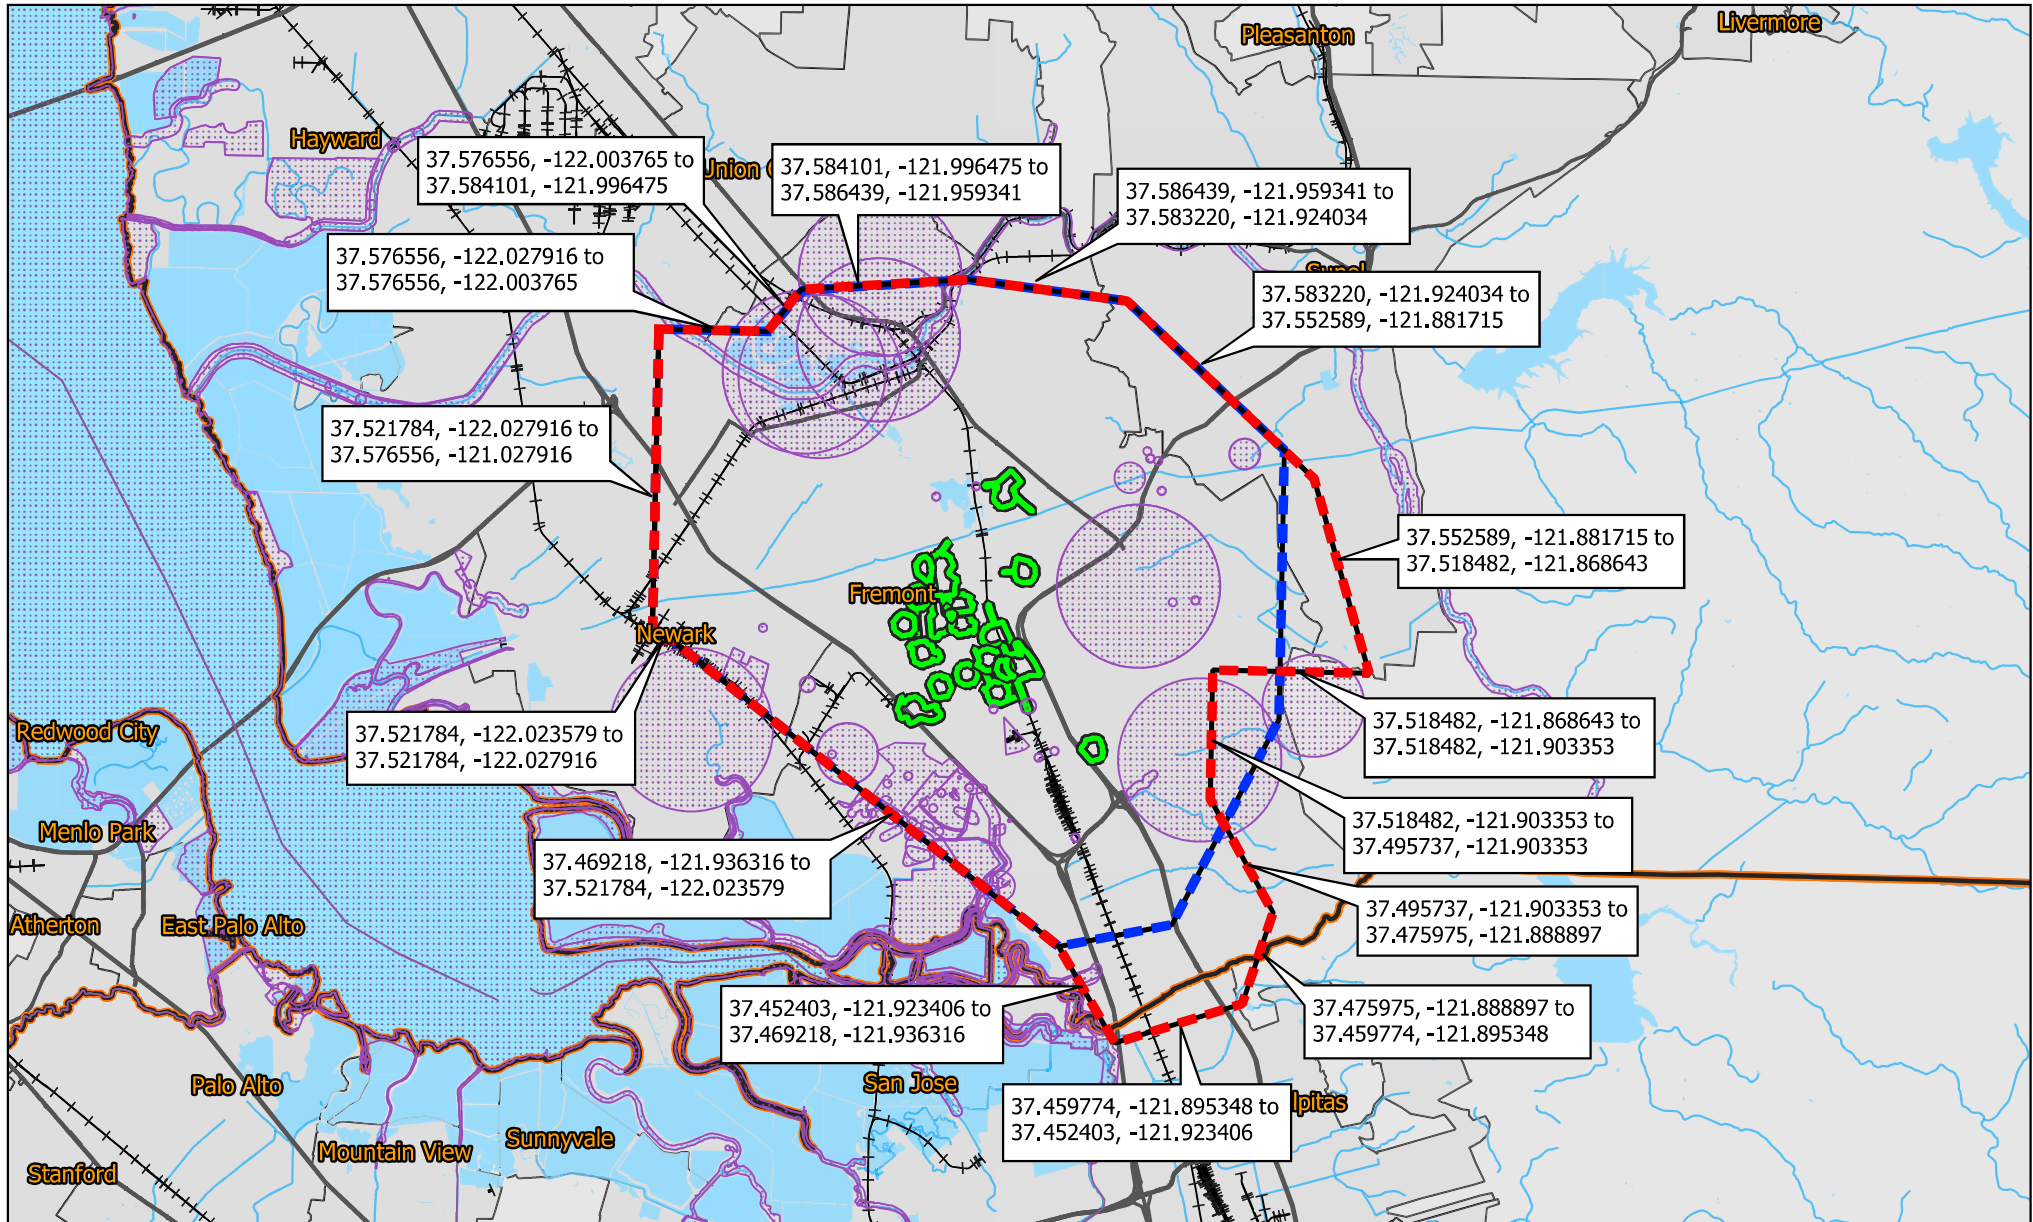 Livermore
Pleasanton
Hayward
37.576556, -122.003765 to
37.584101, -121.996475
Union
37.584101, -121.996475 to
37.586439, -121.959341
37.586439, -121.959341 to
37.583220, -121.924034
37.576556, -122.027916 to
37.576556, -122.003765
Sunol
37.583220, -121.924034 to
37.552589, -121.881715
37.521784, -122.027916 to
37.576556, -121.027916
37.552589, -121.881715 to
37.518482, -121.868643
Fremont
Newark
37.518482, -121.868643 to
37.518482, -121.903353
37.521784, -122.023579 to
37.521784, -122.027916
Redwood City
Menlo Park
37.518482, -121.903353 to
37.495737, -121.903353
37.469218, -121.936316 to
37.521784, -122.023579
37.495737, -121.903353 to
37.475975, -121.888897
Atherton
East Palo Alto
37.452403, -121.923406 to
37.469218, -121.936316
37.475975, -121.888897 to
37.459774, -121.895348
Palo Alto
San Jose
37.459774, -121.895348 to
37.452403, -121.923406
lpitas
Mountain View
Sunnyvale
Stanford